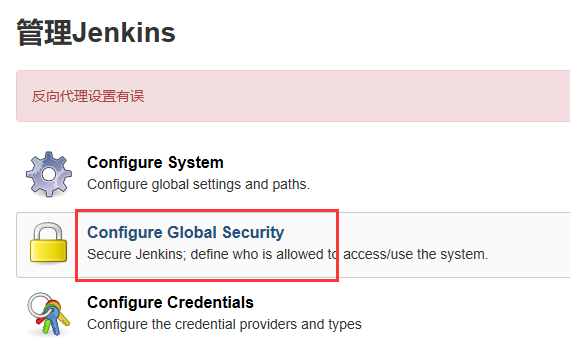 管理Jenkins
反向代理设置有误
Configure System
Configure global settings and paths.
Configure Global Security
Secure Jenkins; define who is allowed to access/use the system.
Configure Credentials
Configure the credential providers and types